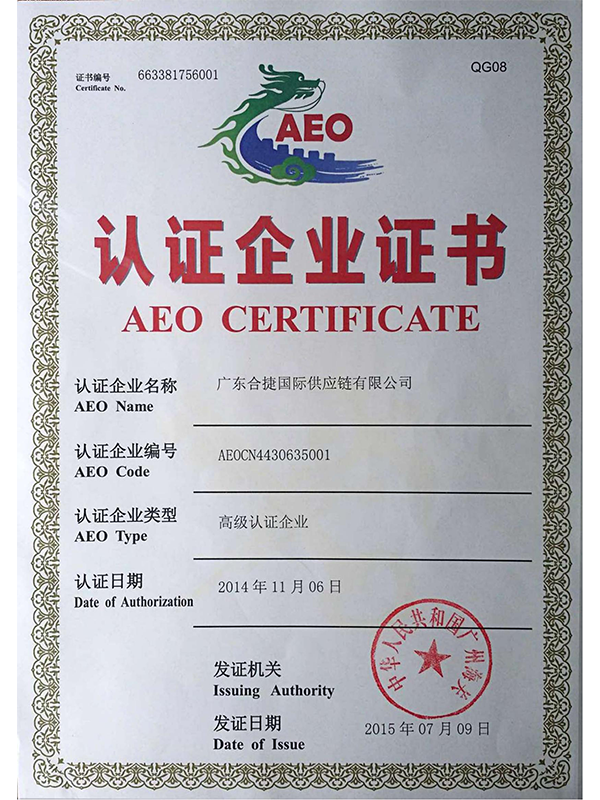 证书编号 663381756001
Certificate No.
QG08
AEO
认证企业证书
AEO CERTIFICATE
认证企业名称 广东合捷国际供应链有限公司
AEO Name
认证企业编号 AEOCN4430635001
AEO Code
认证企业类型 高级认证企业
AEO Type
认证日期 2014年11月06日
Date of Authorization
中华人民共和国广州海关
发证机关
Issuing Authority
发证日期 2015年07月09日
Date of Issue